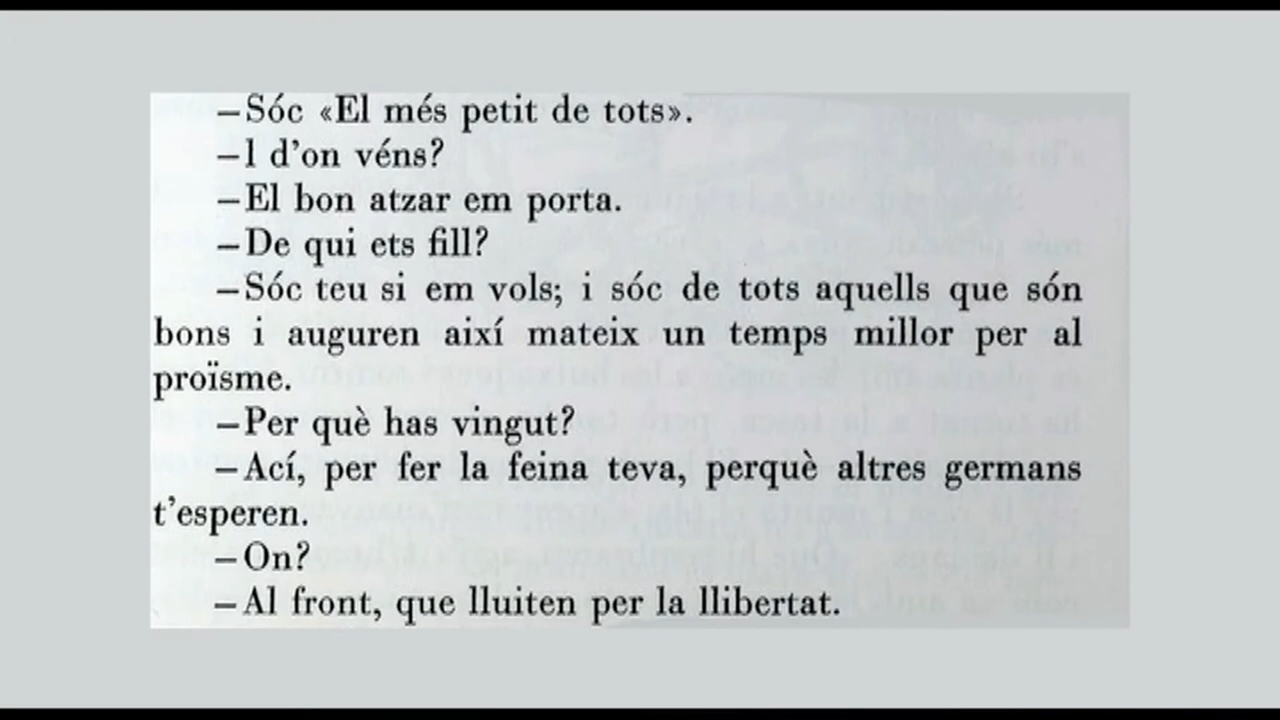 —Sóc «El més petit de tots».
—I d'on véns?
—El bon atzar em porta.
—De qui ets fill?
—Sóc teu si em vols; i sóc de tots aquells que són
bons i auguren així mateix un temps millor per al
proïsme.
—Per què has vingut?
—Ací, per fer la feina teva, perquè altres germans
t'esperen.
—On?
—Al front, que lluiten per la llibertat.